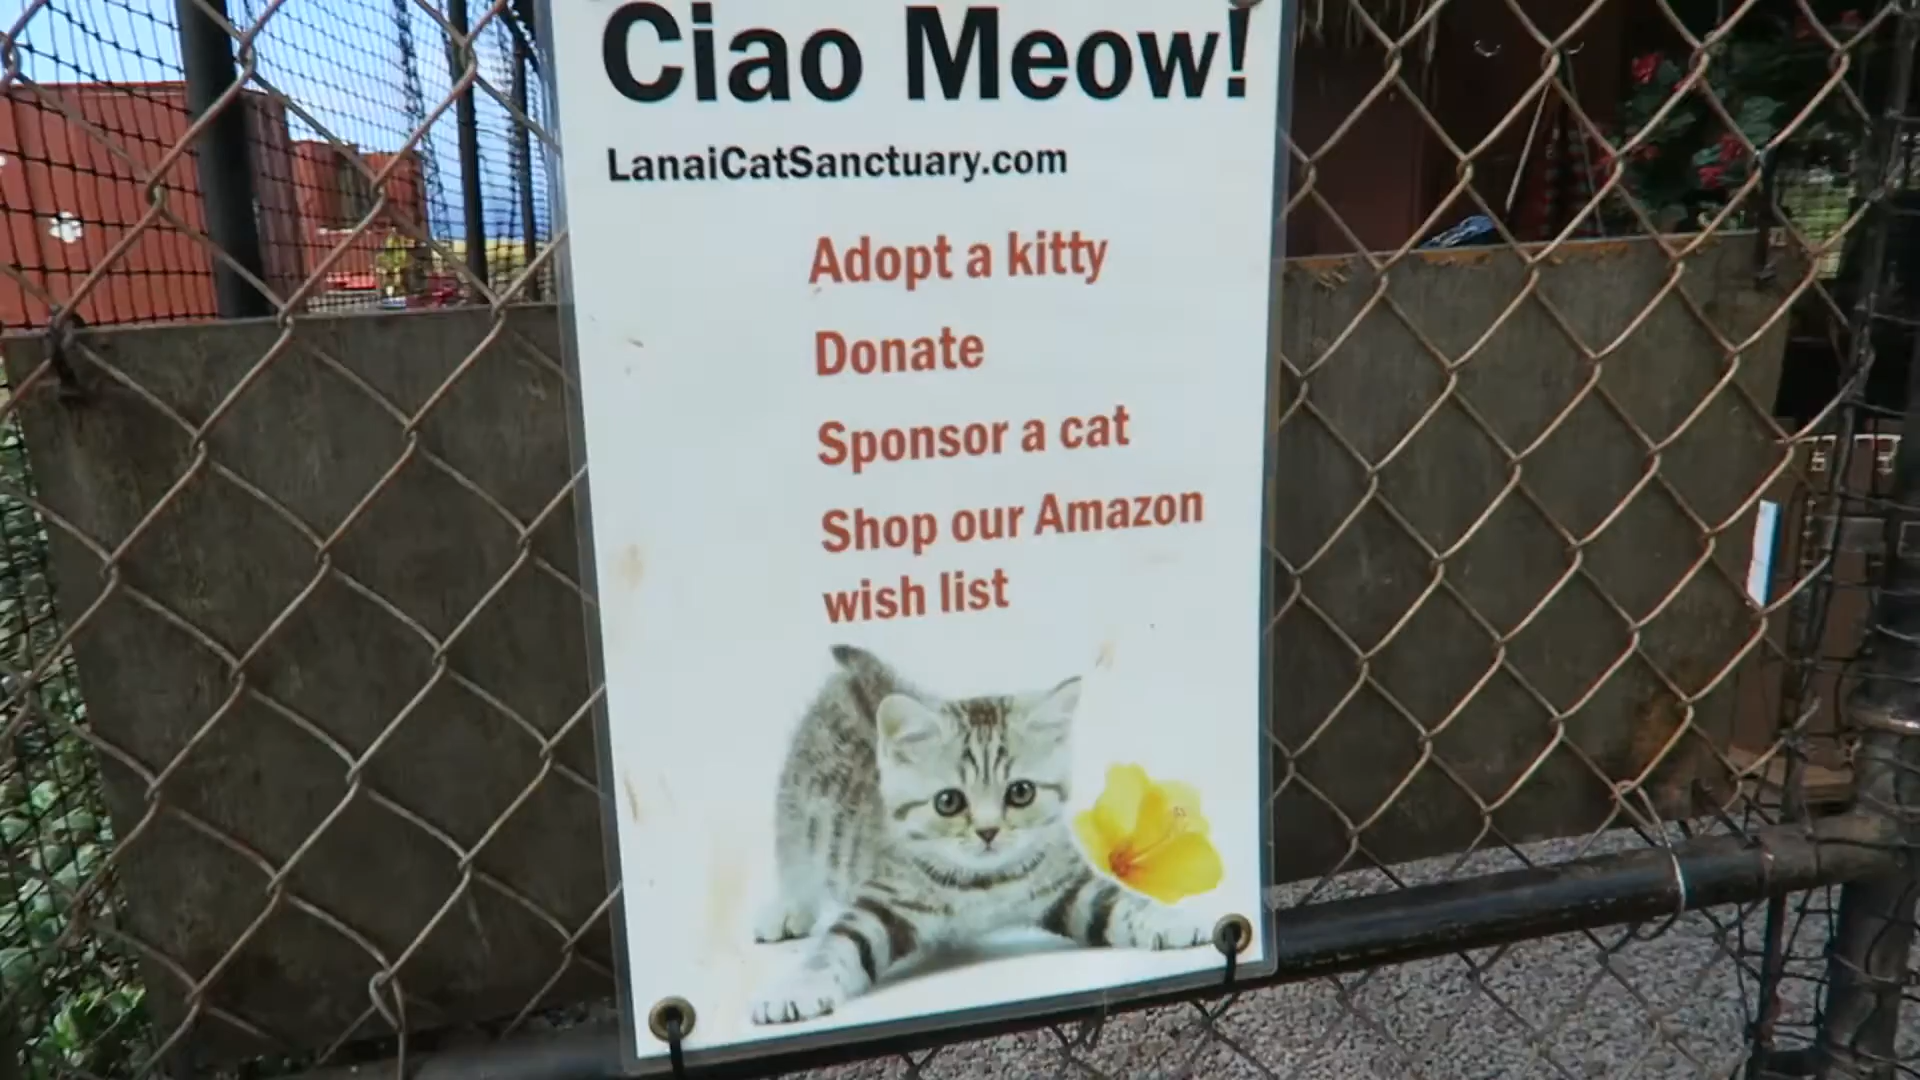 Ciao Meow!
LanaiCatSanctuary.com
Adopt a kitty
Donate
Sponsor a cat
Shop our Amazon
wish list